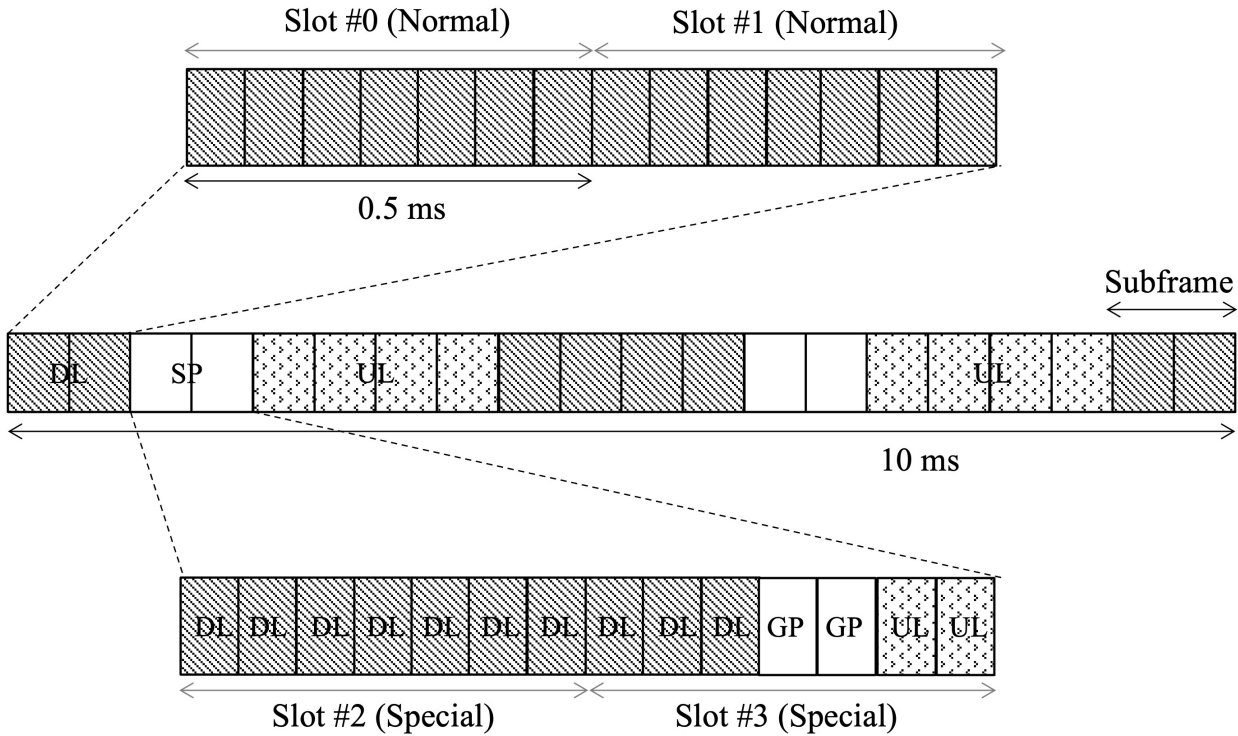 Slot #0 (Normal) Slot #1 (Normal)
0.5 ms
Subframe
DL SP UL UL
10 ms
DL DL DL DL DL DL DL DL DL DL GP GP UL UL
Slot #2 (Special) Slot #3 (Special)